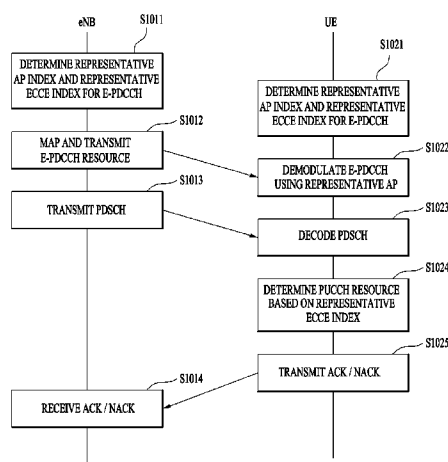 eNB
UE
S1011
DETERMINE REPRESENTATIVE
AP INDEX AND REPRESENTATIVE
ECCE INDEX FOR E-PDCCH
S1021
DETERMINE REPRESENTATIVE
AP INDEX AND REPRESENTATIVE
ECCE INDEX FOR E-PDCCH
S1012
MAP AND TRANSMIT
E-PDCCH RESOURCE
S1022
DEMODULATE E-PDCCH
USING REPRESENTATIVE AP
S1013
TRANSMIT PDSCH
S1023
DECODE PDSCH
S1024
DETERMINE PUCCH RESOURCE
BASED ON REPRESENTATIVE
ECCE INDEX
S1025
TRANSMIT ACK / NACK
S1014
RECEIVE ACK / NACK